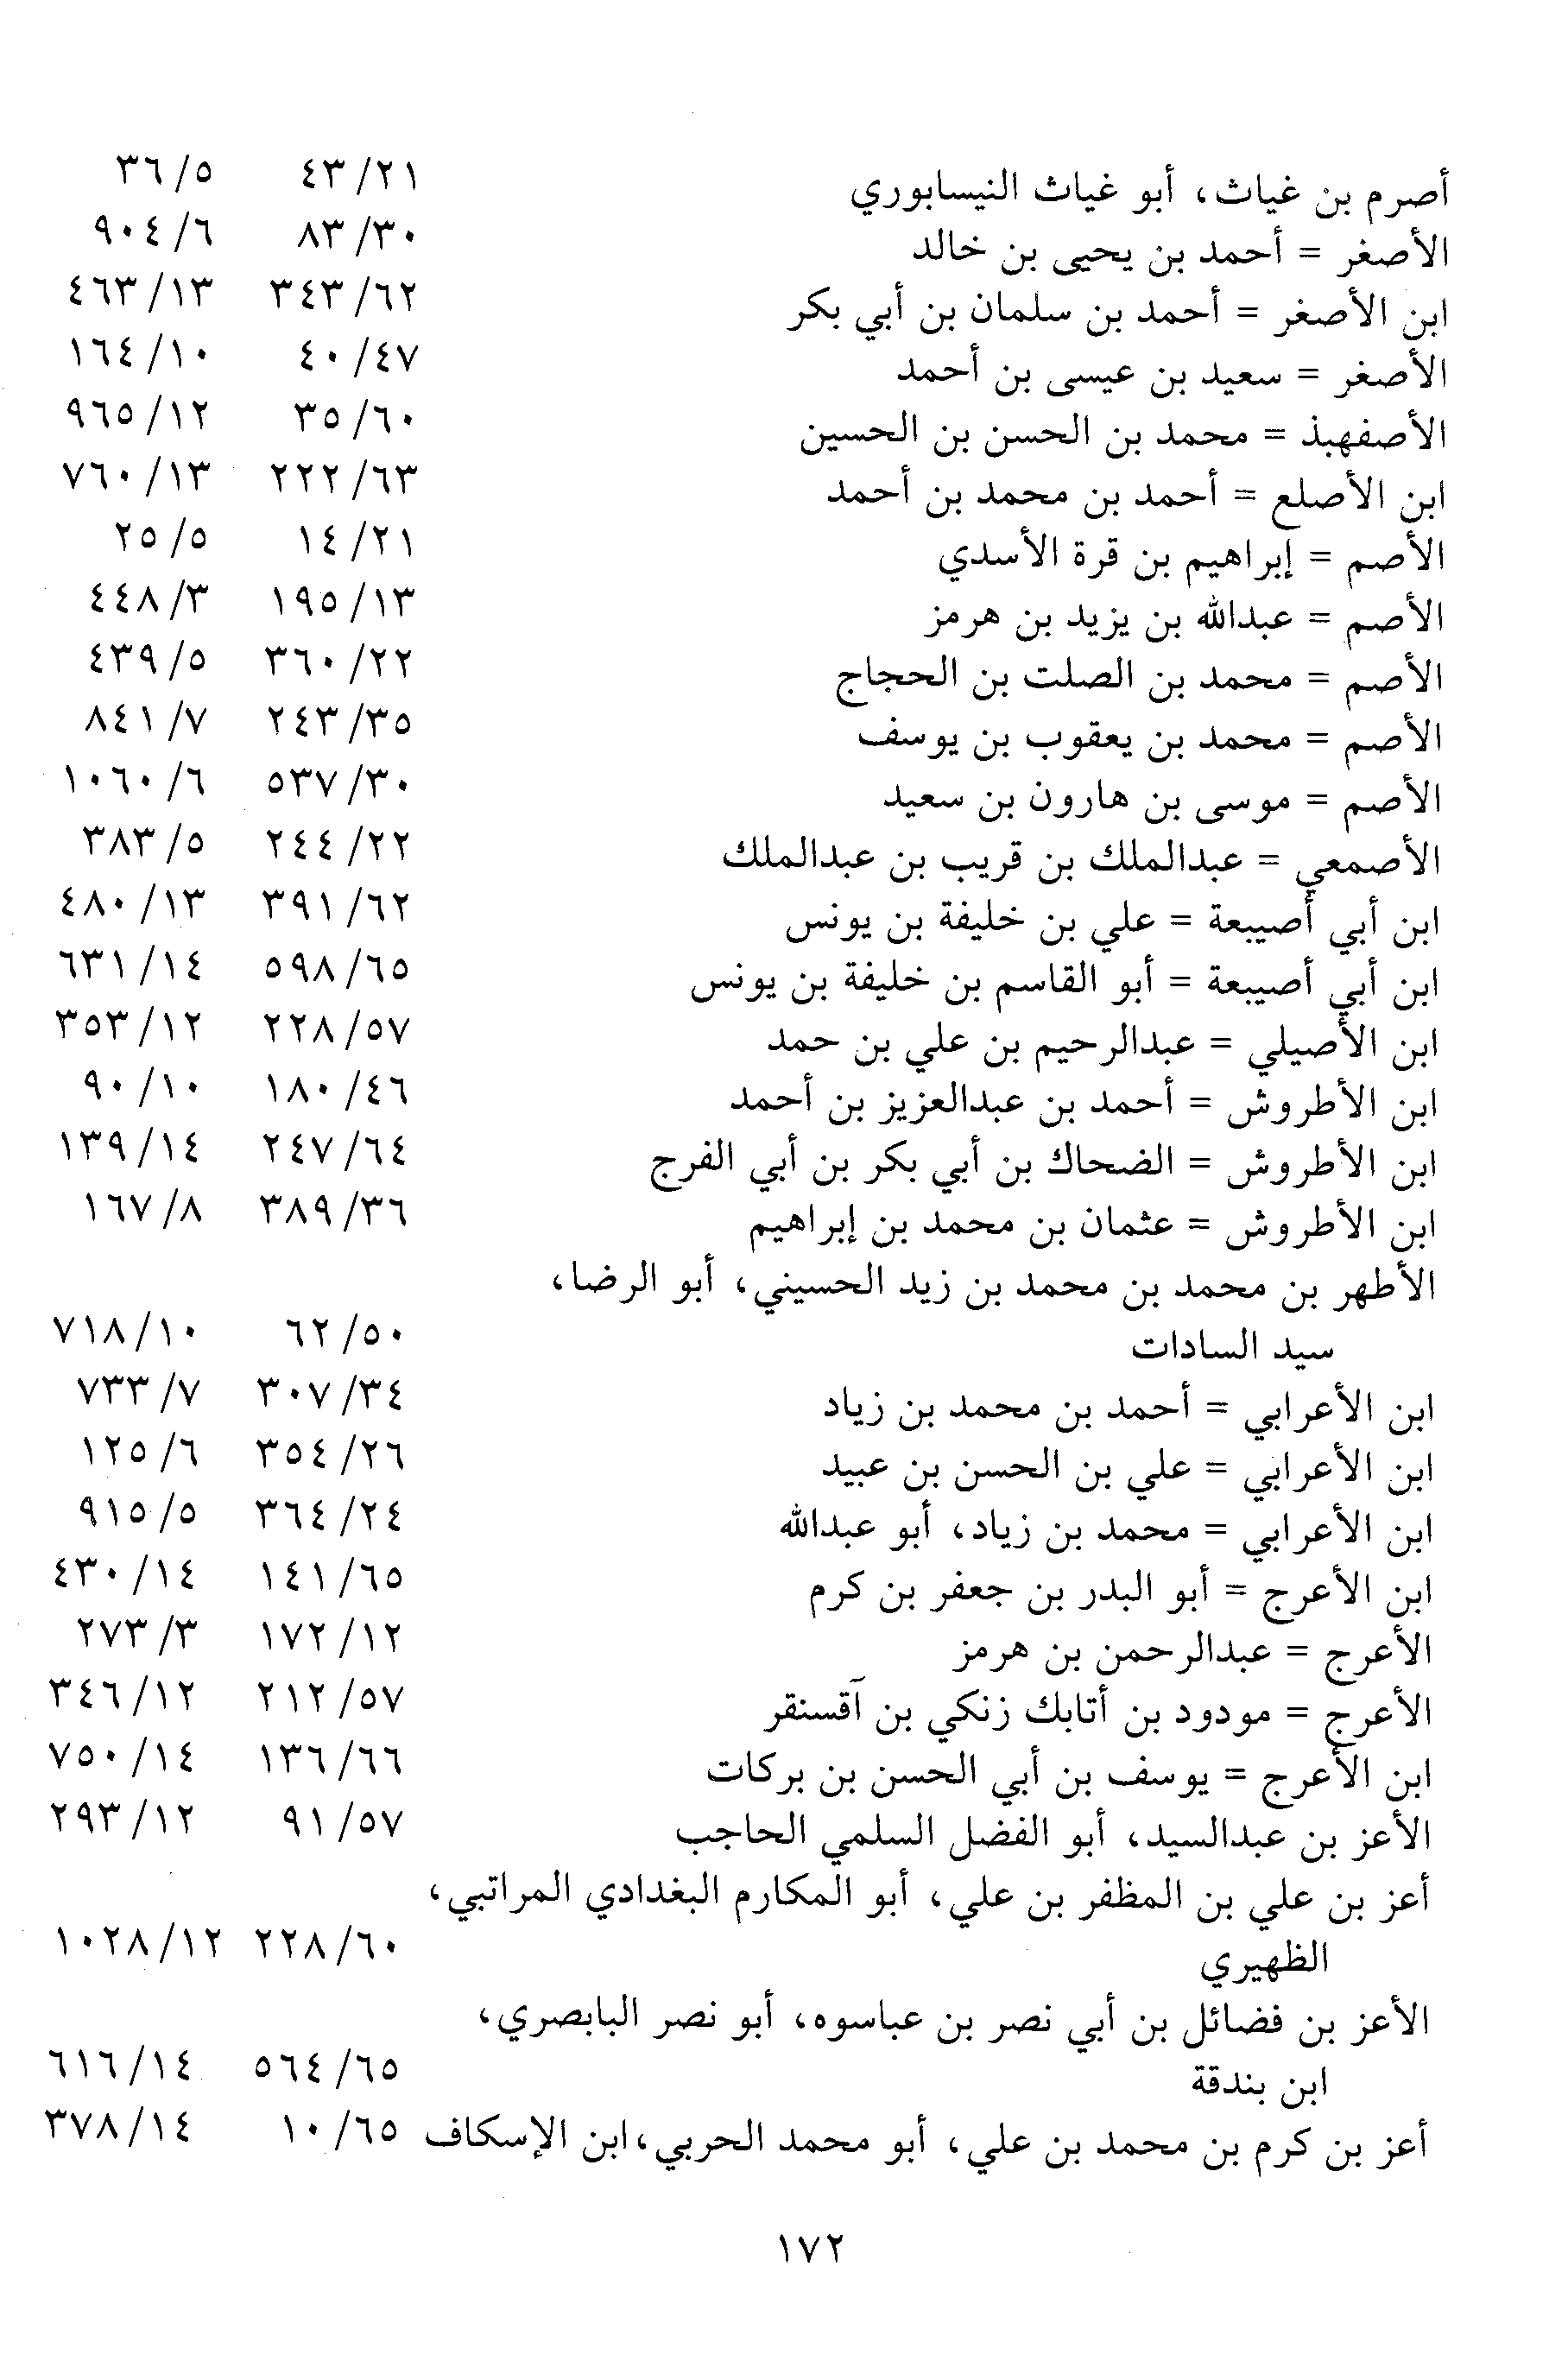 أصرم بن غياث، أبو غياث النيسابوري ٤٣/٢١ ٣٦/٥
الأصغر = أحمد بن يحيى بن خالد ٨٣/٣٠ ٩٠٤/٦
ابن الأصغر = أحمد بن سلمان بن أبي بكر ٣٤٣/٦٢ ٤٦٣/١٣
الأصغر = سعيد بن عيسى بن أحمد ٤٠/٤٧ ١٦٤/١٠
الأصفهبذ = محمد بن الحسن بن الحسين ٣٥/٦٠ ٩٦٥/١٢
ابن الأصلع = أحمد بن محمد بن أحمد ٢٢٢/٦٣ ٧٦٠/١٣
الأصم = إبراهيم بن قرة الأسدي ١٤/٢١ ٢٥/٥
الأصم = عبدالله بن يزيد بن هرمز ١٩٥/١٣ ٤٤٨/٣
الأصم = محمد بن الصلت بن الحجاج ٣٦٠/٢٢ ٤٣٩/٥
الأصم = محمد بن يعقوب بن يوسف ٢٤٣/٣٥ ٨٤١/٧
الأصم = موسى بن هارون بن سعيد ٥٣٧/٣٠ ١٠٦٠/٦
الأصمعي = عبدالملك بن قريب بن عبدالملك ٢٤٤/٢٢ ٣٨٣/٥
ابن أبي أصيبعة = علي بن خليفة بن يونس ٣٩١/٦٢ ٤٨٠/١٣
ابن أبي أصيبعة = أبو القاسم بن خليفة بن يونس ٥٩٨/٦٥ ٦٣١/١٤
ابن الأصيلي = عبدالرحيم بن علي بن حمد ٢٢٨/٥٧ ٣٥٣/١٢
ابن الأطروش = أحمد بن عبدالعزيز بن أحمد ١٨٠/٤٦ ٩٠/١٠
ابن الأطروش = الضحاك بن أبي بكر بن أبي الفرج ٢٤٧/٦٤ ١٣٩/١٤
ابن الأطروش = عثمان بن محمد بن إبراهيم ٣٨٩/٣٦ ١٦٧/٨
الأطهر بن محمد بن محمد بن زيد الحسيني، أبو الرضا،
سيد السادات ٦٢/٥٠ ٧١٨/١٠
ابن الأعرابي = أحمد بن محمد بن زياد ٣٠٧/٣٤ ٧٣٣/٧
ابن الأعرابي = علي بن الحسن بن عبيد ٣٥٤/٢٦ ١٢٥/٦
ابن الأعرابي = محمد بن زياد، أبو عبدالله ٣٦٤/٢٤ ٩١٥/٥
ابن الأعرج = أبو البدر بن جعفر بن كرم ١٤١/٦٥ ٤٣٠/١٤
الأعرج = عبدالرحمن بن هرمز ١٧٢/١٢ ٢٧٣/٣
الأعرج = مودود بن أتابك زنكي بن آقسنقر ٢١٢/٥٧ ٣٤٦/١٢
ابن الأعرج = يوسف بن أبي الحسن بن بركات ١٣٦/٦٦ ٧٥٠/١٤
الأعز بن عبدالسيد، أبو الفضل السلمي الحاجب ٩١/٥٧ ٢٩٣/١٢
أعز بن علي بن المظفر بن علي، أبو المكارم البغدادي المراتبي،
الظهيري ٢٢٨/٦٠ ١٠٢٨/١٢
الأعز بن فضائل بن أبي نصر بن عباسوه، أبو نصر البابصري،
ابن بندقة ٥٦٤/٦٥ ٦١٦/١٤
أعز بن كرم بن محمد بن علي، أبو محمد الحربي،ابن الإسكاف ١٠/٦٥ ٣٧٨/١٤
١٧٢